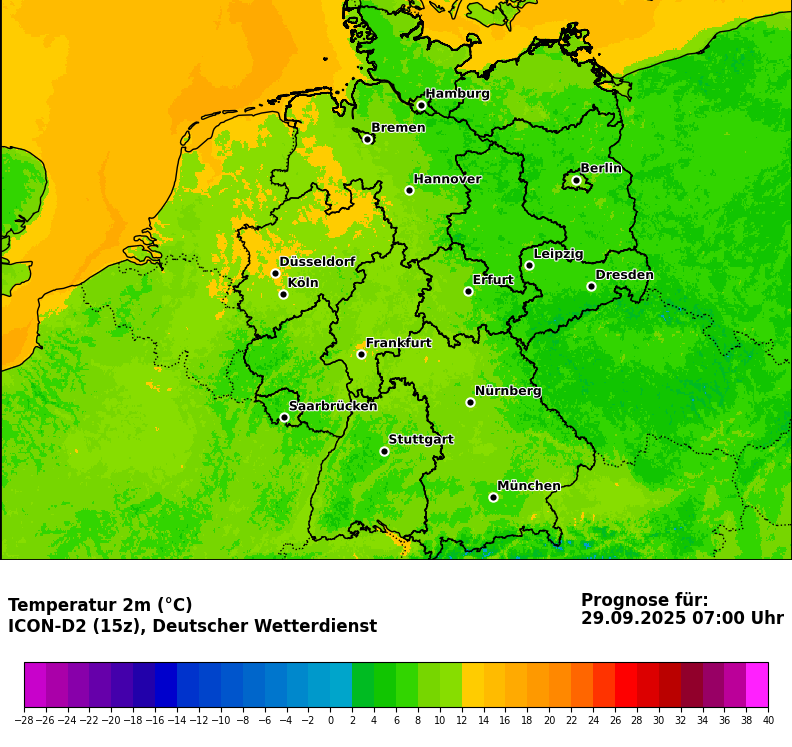 Hamburg
Bremen
Berlin
Hannover
Leipzig
Düsseldorf
Dresden
Köln
Erfurt
Frankfurt
Nürnberg
Saarbrücken
Stuttgart
München
Temperatur 2m (°C)
ICON-D2 (15z), Deutscher Wetterdienst
Prognose für:
29.09.2025 07:00 Uhr
−28 −26 −24 −22 −20 −18 −16 −14 −12 −10 −8 −6 −4 −2 0 2 4 6 8 10 12 14 16 18 20 22 24 26 28 30 32 34 36 38 40